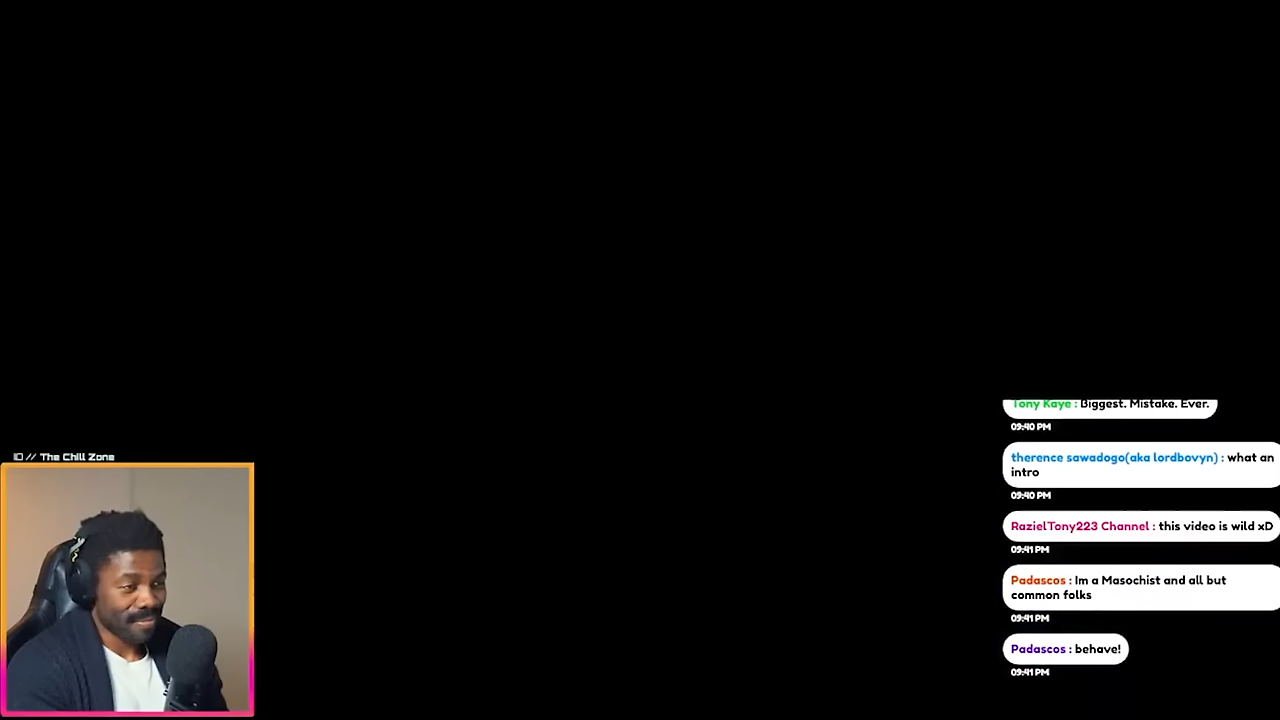 Tony Kaye : Biggest. Mistake. Ever.
09:40 PM
therence sawadogo(aka lordbovyn) : what an
intro
09:40 PM
RazielTony223 Channel : this video is wild xD
09:41 PM
Padascos : Im a Masochist and all but
common folks
09:41 PM
Padascos : behave!
09:41 PM
// The Chill Zone